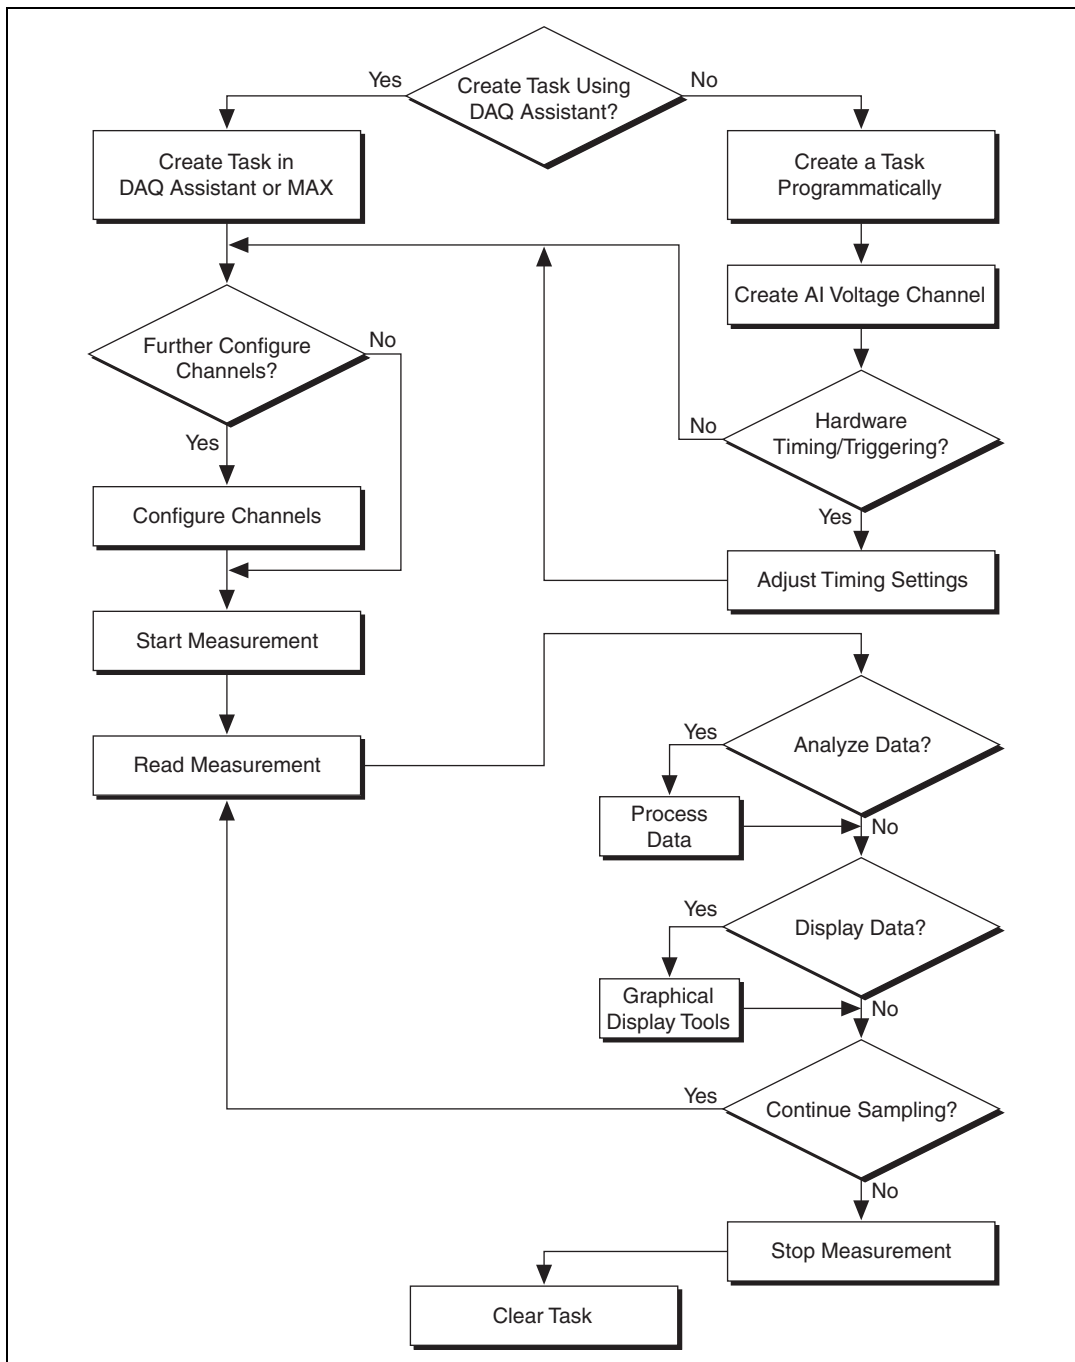 Create Task Using
DAQ Assistant?
Yes
No
Create Task in
DAQ Assistant or MAX
Create a Task
Programmatically
Create AI Voltage Channel
Further Configure
Channels?
No
Yes
Hardware
Timing/Triggering?
No
Yes
Configure Channels
Adjust Timing Settings
Start Measurement
Read Measurement
Analyze Data?
Yes
No
Process
Data
Display Data?
Yes
No
Graphical
Display Tools
Continue Sampling?
Yes
No
Stop Measurement
Clear Task